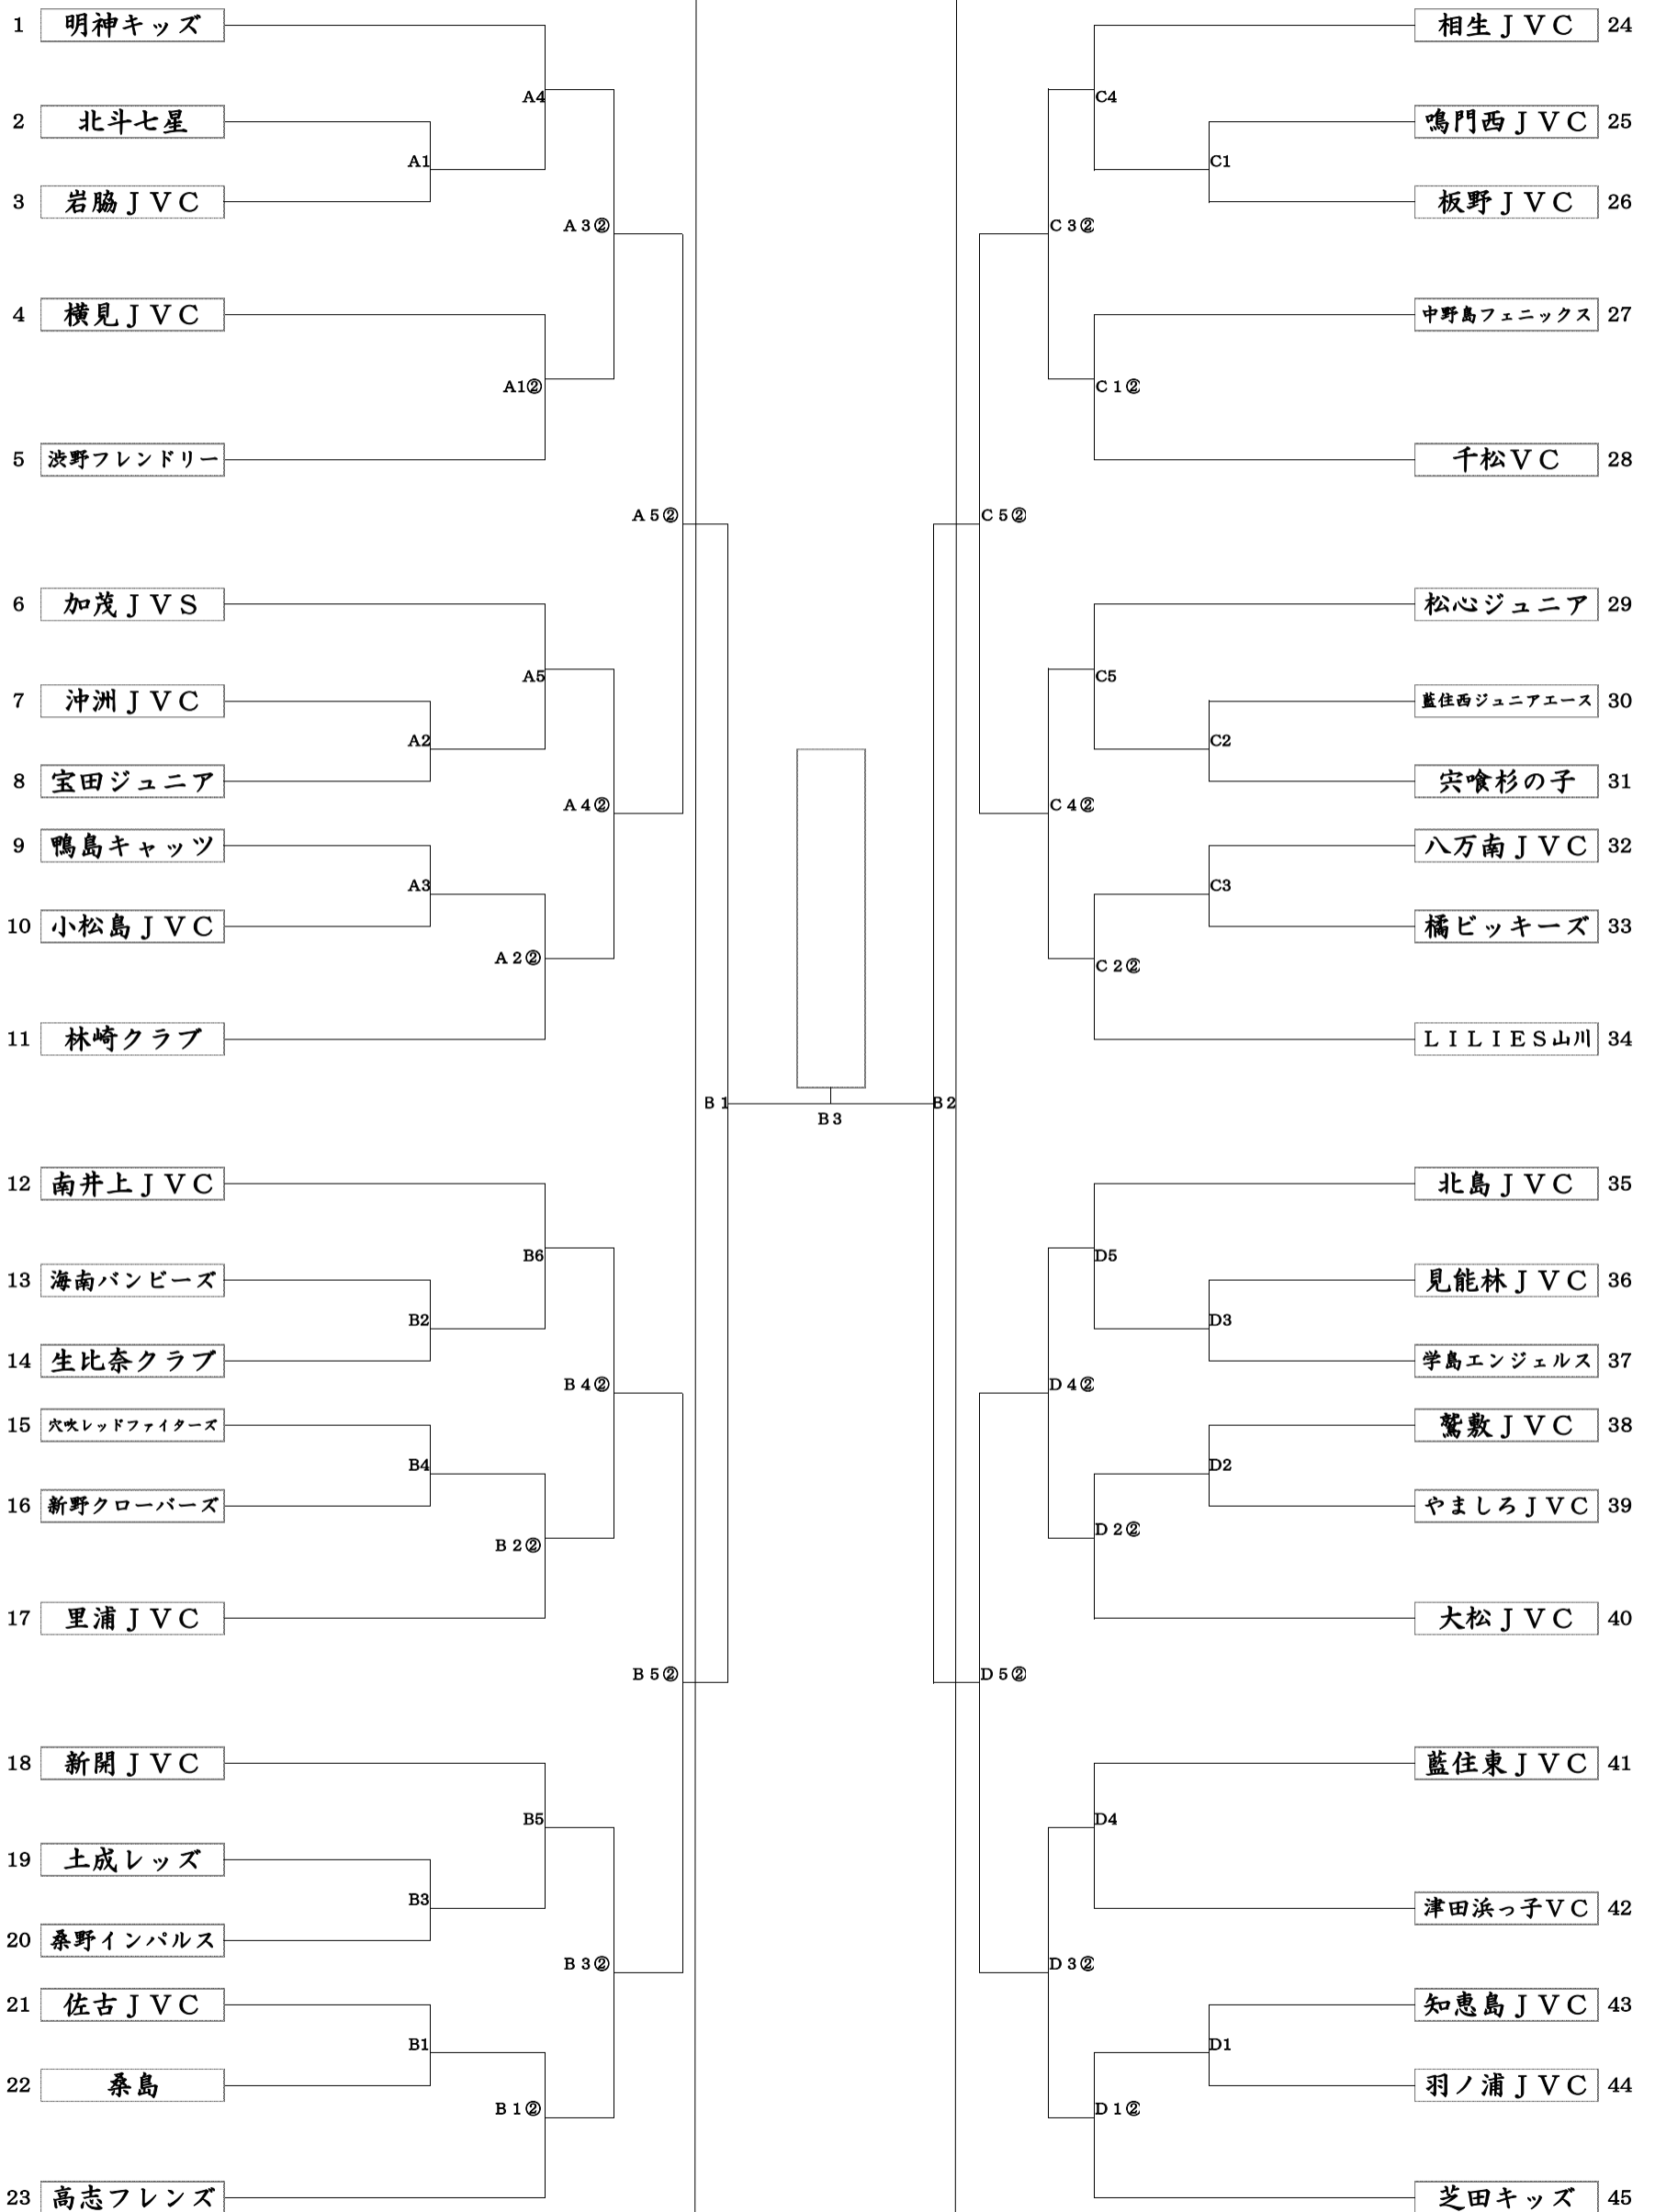 1 明神キッズ
A4
2 北斗七星
A1
3 岩脇ＪＶＣ
A３②
4 横見ＪＶＣ
A1②
5 渋野フレンドリー
A５②
6 加茂ＪＶＳ
A5
7 沖洲ＪＶＣ
A2
8 宝田ジュニア
A４②
9 鴨島キャッツ
A3
10 小松島ＪＶＣ
A２②
11 林崎クラブ
B１
B３
B２
12 南井上ＪＶＣ
B6
13 海南バンビーズ
B2
14 生比奈クラブ
B４②
15 穴吹レッドファイターズ
B4
16 新野クローバーズ
B２②
17 里浦ＪＶＣ
B５②
18 新開ＪＶＣ
B5
19 土成レッズ
B3
20 桑野インパルス
B３②
21 佐古ＪＶＣ
B1
22 桑島
B１②
23 高志フレンズ
相生ＪＶＣ 24
C4
鳴門西ＪＶＣ 25
C1
板野ＪＶＣ 26
C３②
中野島フェニックス 27
C１②
千松ＶＣ 28
C５②
松心ジュニア 29
C5
藍住西ジュニアエース 30
C2
宍喰杉の子 31
C４②
八万南ＪＶＣ 32
C3
橘ビッキーズ 33
C２②
ＬＩＬＩＥＳ山川 34
北島ＪＶＣ 35
D5
見能林ＪＶＣ 36
D3
学島エンジェルス 37
D４②
鷲敷ＪＶＣ 38
D2
やましろＪＶＣ 39
D２②
大松ＪＶＣ 40
D５②
藍住東ＪＶＣ 41
D4
津田浜っ子ＶＣ 42
D３②
知恵島ＪＶＣ 43
D1
羽ノ浦ＪＶＣ 44
D１②
芝田キッズ 45